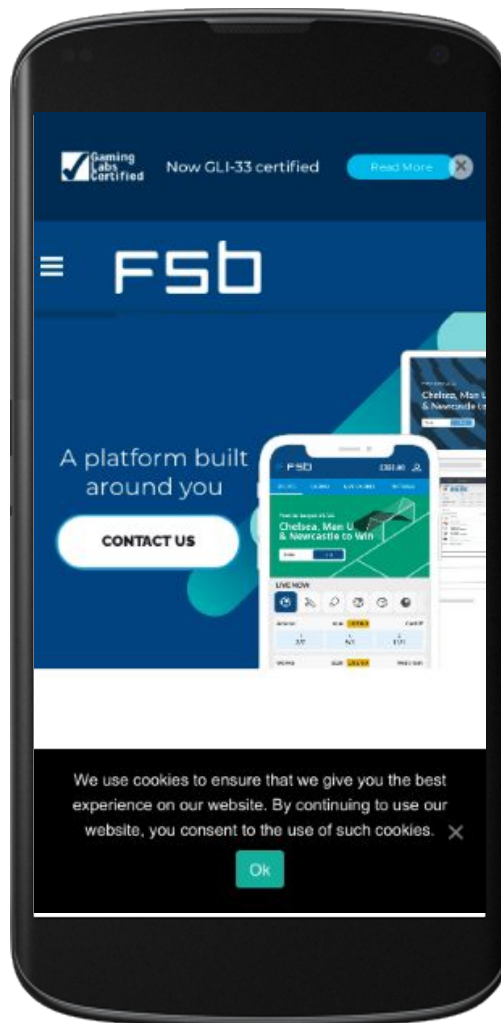 Gaming
Labs
Certified
Now GLI-33 certified
Read More
FSb
A platform built
around you
CONTACT US
Chelsea, Man U
& Newcastle to
FSb
Chelsea, Man U
& Newcastle to Win
LIVE NOW
We use cookies to ensure that we give you the best
experience on our website. By continuing to use our
website, you consent to the use of such cookies.
Ok